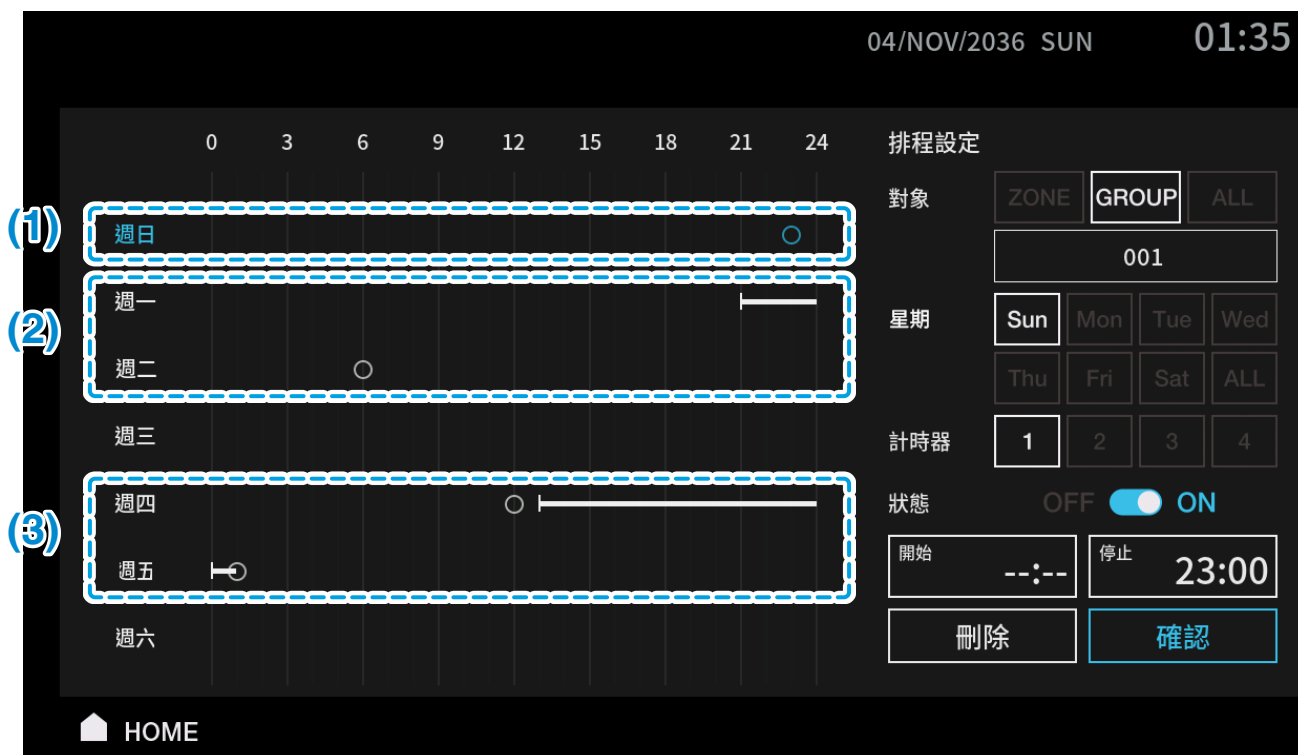 04/NOV/2036 SUN 01:35
0 3 6 9 12 15 18 21 24
排程設定
對象 ZONE GROUP ALL
001
(1) 週日
(2) 週一
週二
週三
(3) 週四
週五
週六
星期 Sun Mon Tue Wed
Thu Fri Sat ALL
計時器 1 2 3 4
狀態 OFF ON
開始 --:-- 停止 23:00
刪除 確認
HOME